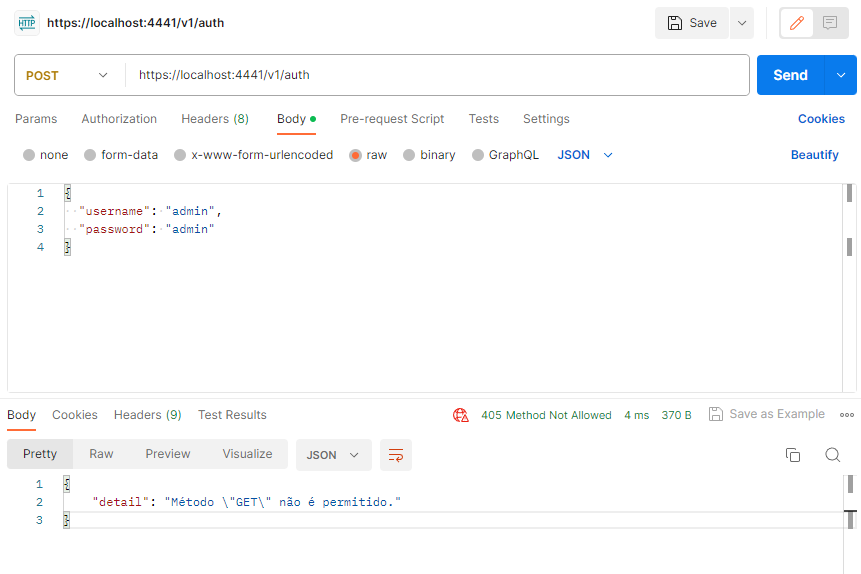 HTTP https://localhost:4441/v1/auth Save
POST https://localhost:4441/v1/auth Send
Params Authorization Headers (8) Body Pre-request Script Tests Settings Cookies
none form-data x-www-form-urlencoded raw binary GraphQL JSON Beautify
1 {
2 "username": "admin",
3 "password": "admin"
4 }
Body Cookies Headers (9) Test Results 405 Method Not Allowed 4 ms 370 B Save as Example
Pretty Raw Preview Visualize JSON
1 {
2 "detail": "Método \"GET\" não é permitido."
3 }